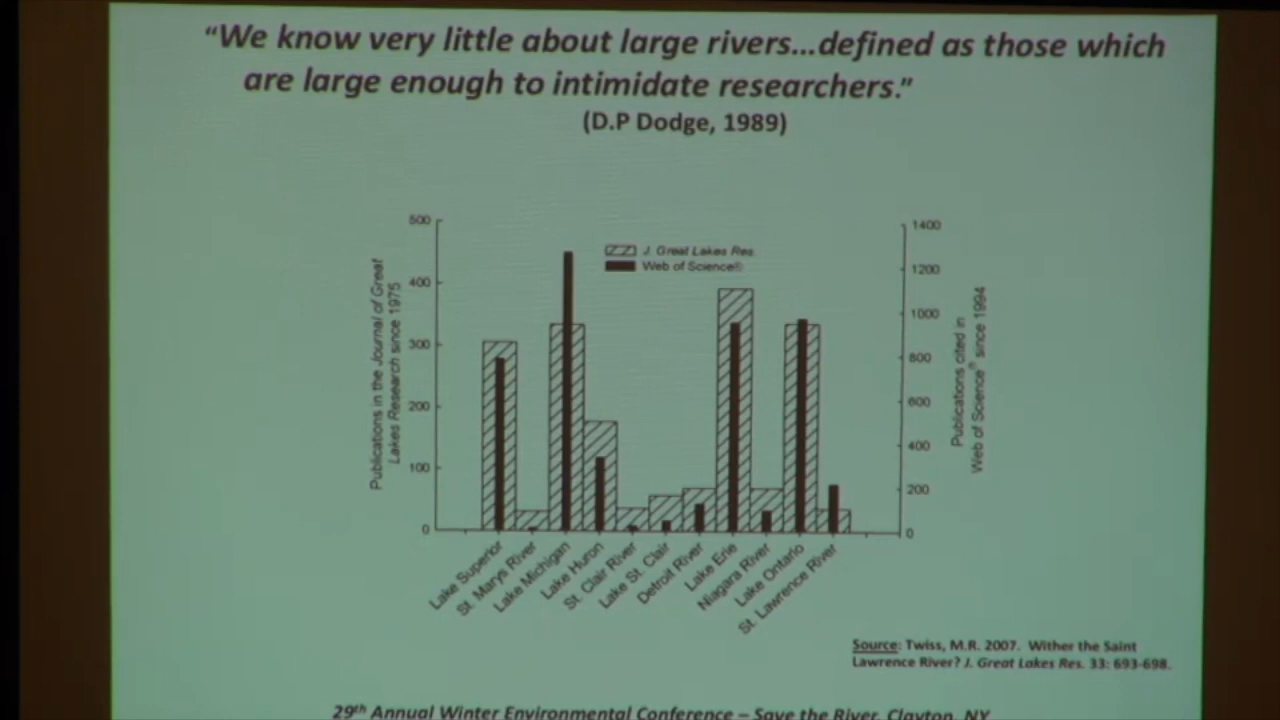 “We know very little about large rivers...defined as those which
are large enough to intimidate researchers.”
(D.P Dodge, 1989)
500
400
300
200
100
0
Publications in the Journal of Great
Lakes Research since 1975
J. Great Lakes Res.
Web of Science®
1400
1200
1000
800
600
400
200
0
Publications cited in
Web of Science® since 1994
Lake Superior
St. Marys River
Lake Michigan
Lake Huron
St. Clair River
Lake St. Clair
Detroit River
Lake Erie
Niagara River
Lake Ontario
St. Lawrence River
Source: Twiss, M.R. 2007. Wither the Saint
Lawrence River? J. Great Lakes Res. 33: 693-698.
29th Annual Winter Environmental Conference – Save the River, Clayton, NY